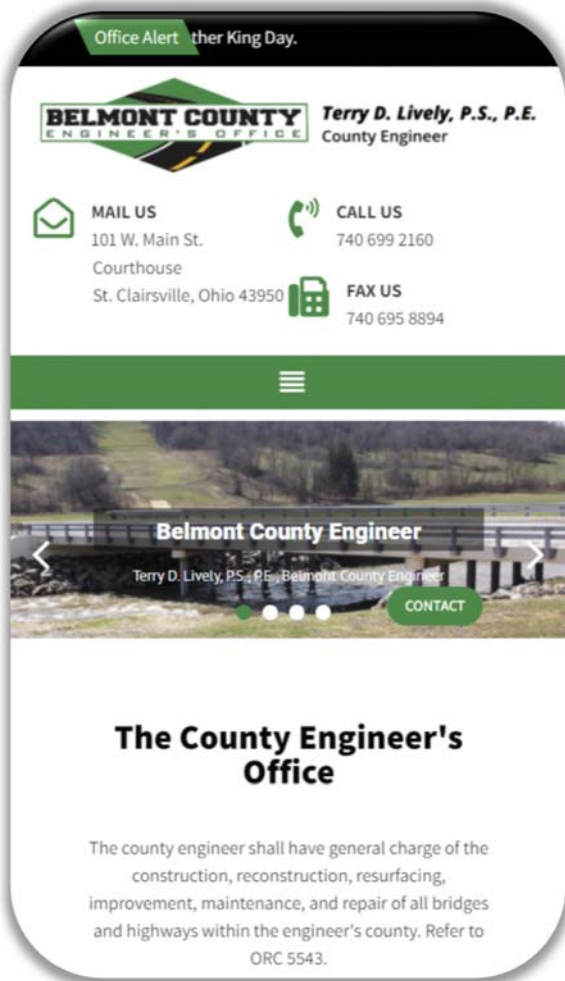 Office Alert ther King Day.
BELMONT COUNTY
ENGINEER'S OFFICE
Terry D. Lively, P.S., P.E.
County Engineer
MAIL US
101 W. Main St.
Courthouse
St. Clairsville, Ohio 43950
CALL US
740 699 2160
FAX US
740 695 8894
Belmont County Engineer
Terry D. Lively, P.S., P.E., Belmont County Engineer
CONTACT
The County Engineer's
Office
The county engineer shall have general charge of the
construction, reconstruction, resurfacing,
improvement, maintenance, and repair of all bridges
and highways within the engineer's county. Refer to
ORC 5543.